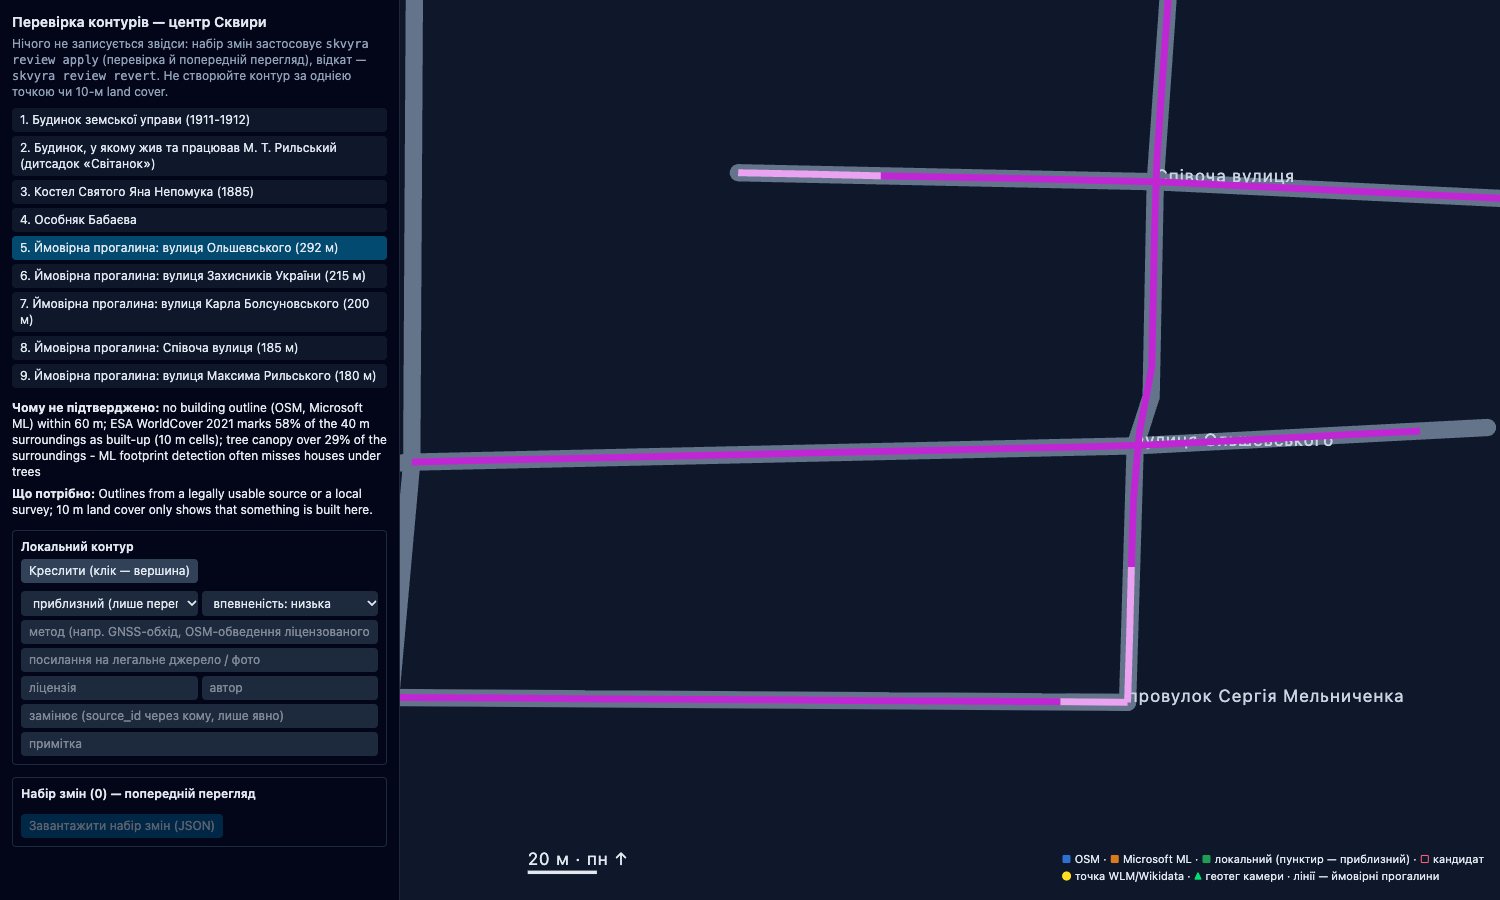 Перевірка контурів — центр Сквири
Нічого не записується звідси: набір змін застосовує skvyra
review apply (перевірка й попередній перегляд), відкат —
skvyra review revert. Не створюйте контур за однією
точкою чи 10-м land cover.
1. Будинок земської управи (1911-1912)
2. Будинок, у якому жив та працював М. Т. Рильський
(дитсадок «Світанок»)
3. Костел Святого Яна Непомука (1885)
4. Особняк Бабаєва
5. Ймовірна прогалина: вулиця Ольшевського (292 м)
6. Ймовірна прогалина: вулиця Захисників України (215 м)
7. Ймовірна прогалина: вулиця Карла Болсуновського (200
м)
8. Ймовірна прогалина: Співоча вулиця (185 м)
9. Ймовірна прогалина: вулиця Максима Рильського (180 м)
Чому не підтверджено: no building outline (OSM, Microsoft
ML) within 60 m; ESA WorldCover 2021 marks 58% of the 40 m
surroundings as built-up (10 m cells); tree canopy over 29% of the
surroundings - ML footprint detection often misses houses under
trees
Що потрібно: Outlines from a legally usable source or a local
survey; 10 m land cover only shows that something is built here.
Локальний контур
Креслити (клік — вершина)
приблизний (лише пере
впевненість: низька
метод (напр. GNSS-обхід, OSM-обведення ліцензованого
посилання на легальне джерело / фото
ліцензія
автор
замінює (source_id через кому, лише явно)
примітка
Набір змін (0) — попередній перегляд
Завантажити набір змін (JSON)
Співоча вулиця
вулиця Ольшевського
провулок Сергія Мельниченка
20 м · пн ↑
OSM · Microsoft ML · локальний (пунктир — приблизний) · кандидат
точка WLM/Wikidata · геотег камери · лінії — ймовірні прогалини